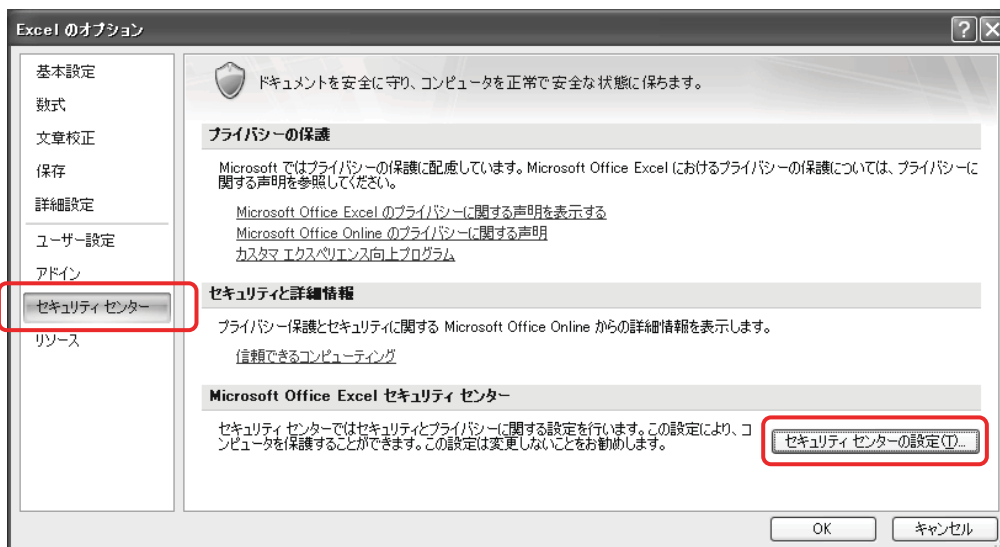 Excel のオプション
基本設定
数式
文章校正
保存
詳細設定
ユーザー設定
アドイン
セキュリティ センター
リソース
ドキュメントを安全に守り、コンピュータを正常で安全な状態に保ちます。
プライバシーの保護
Microsoft ではプライバシーの保護に配慮しています。Microsoft Office Excel におけるプライバシーの保護については、プライバシーに
関する声明を参照してください。
Microsoft Office Excel のプライバシーに関する声明を表示する
Microsoft Office Online のプライバシーに関する声明
カスタマ エクスペリエンス向上プログラム
セキュリティと詳細情報
プライバシー保護とセキュリティに関する Microsoft Office Online からの詳細情報を表示します。
信頼できるコンピューティング
Microsoft Office Excel セキュリティ センター
セキュリティ センターではセキュリティとプライバシーに関する設定を行います。この設定により、コ
ンピュータを保護することができます。この設定は変更しないことをお勧めします。
セキュリティ センターの設定(T)...
OK
キャンセル